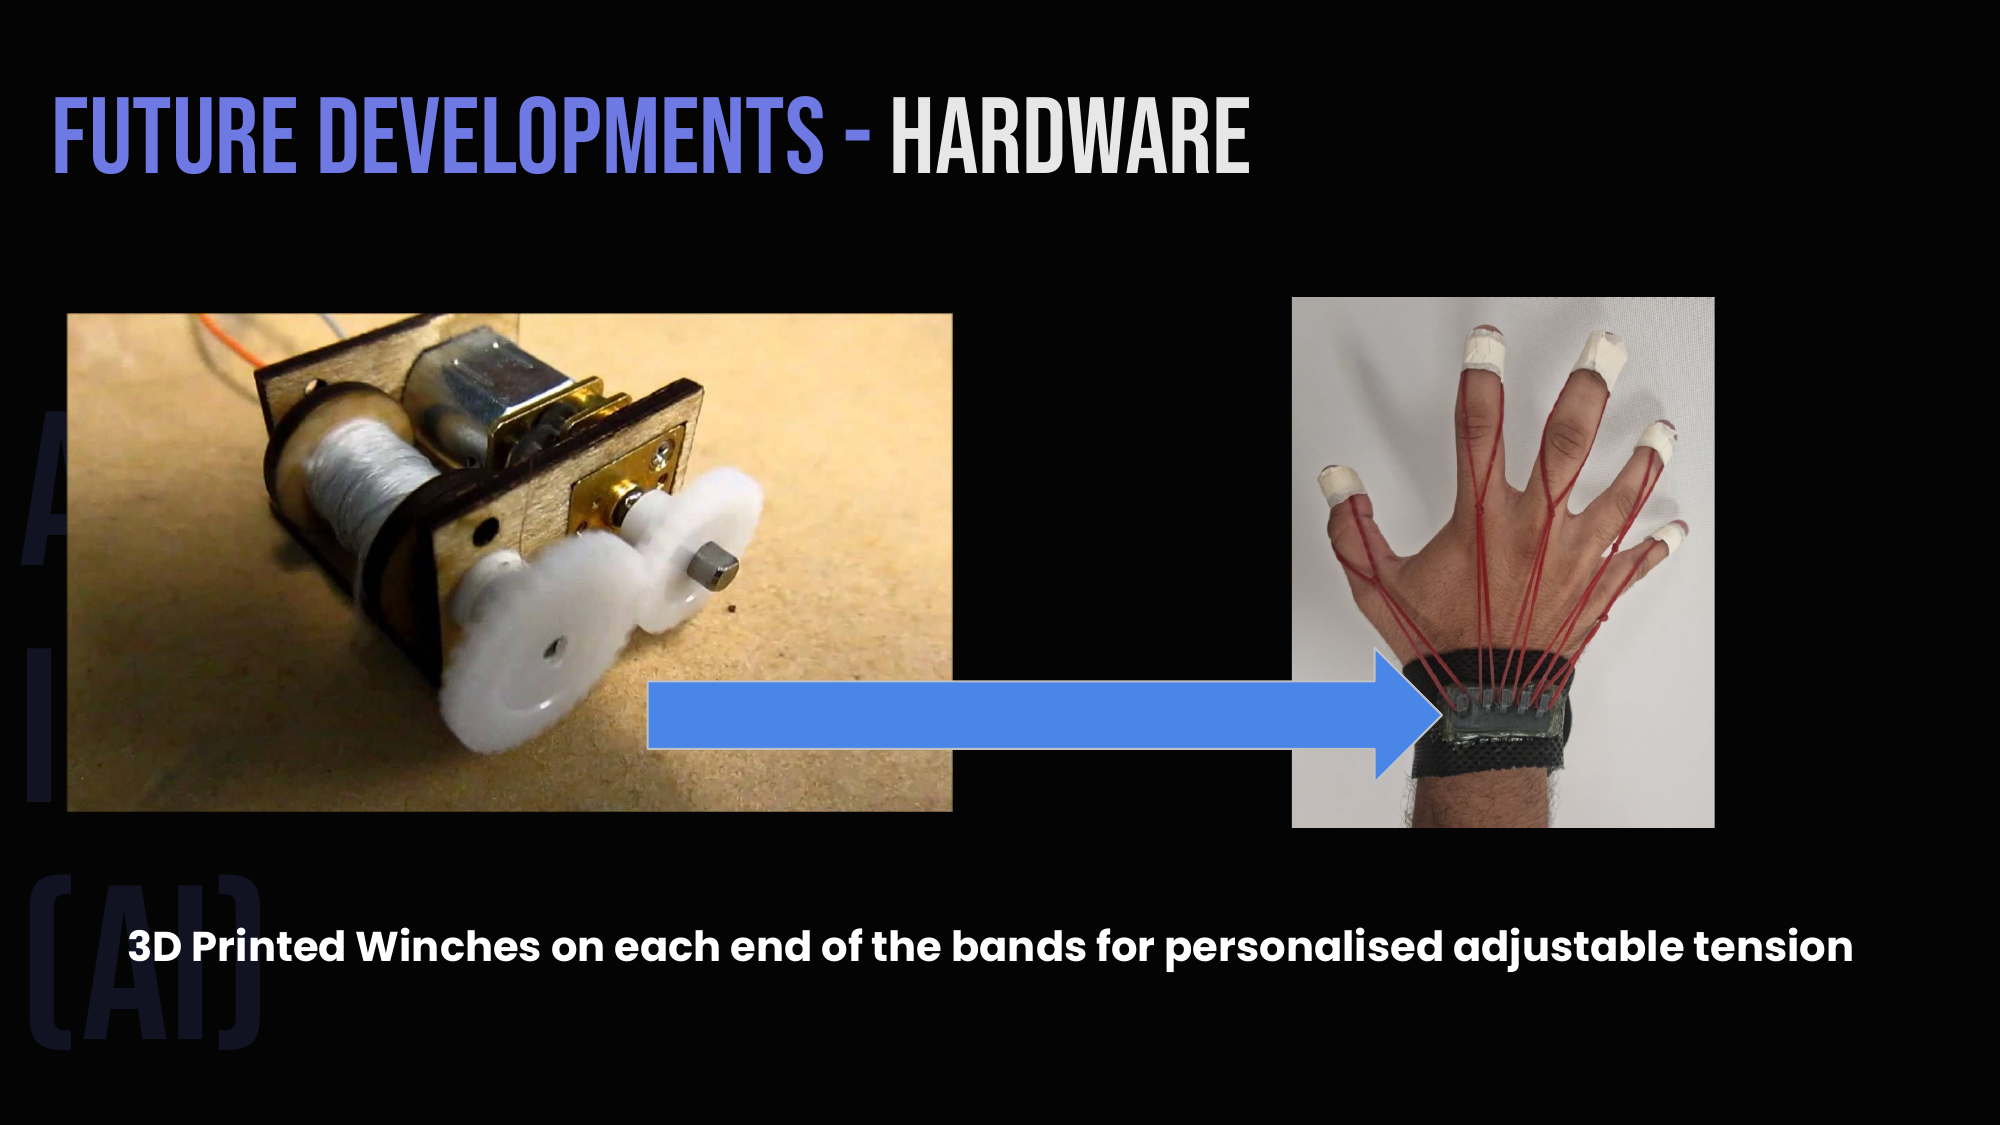 FUTURE DEVELOPMENTS - HARDWARE
A
I
(AI)
3D Printed Winches on each end of the bands for personalised adjustable tension